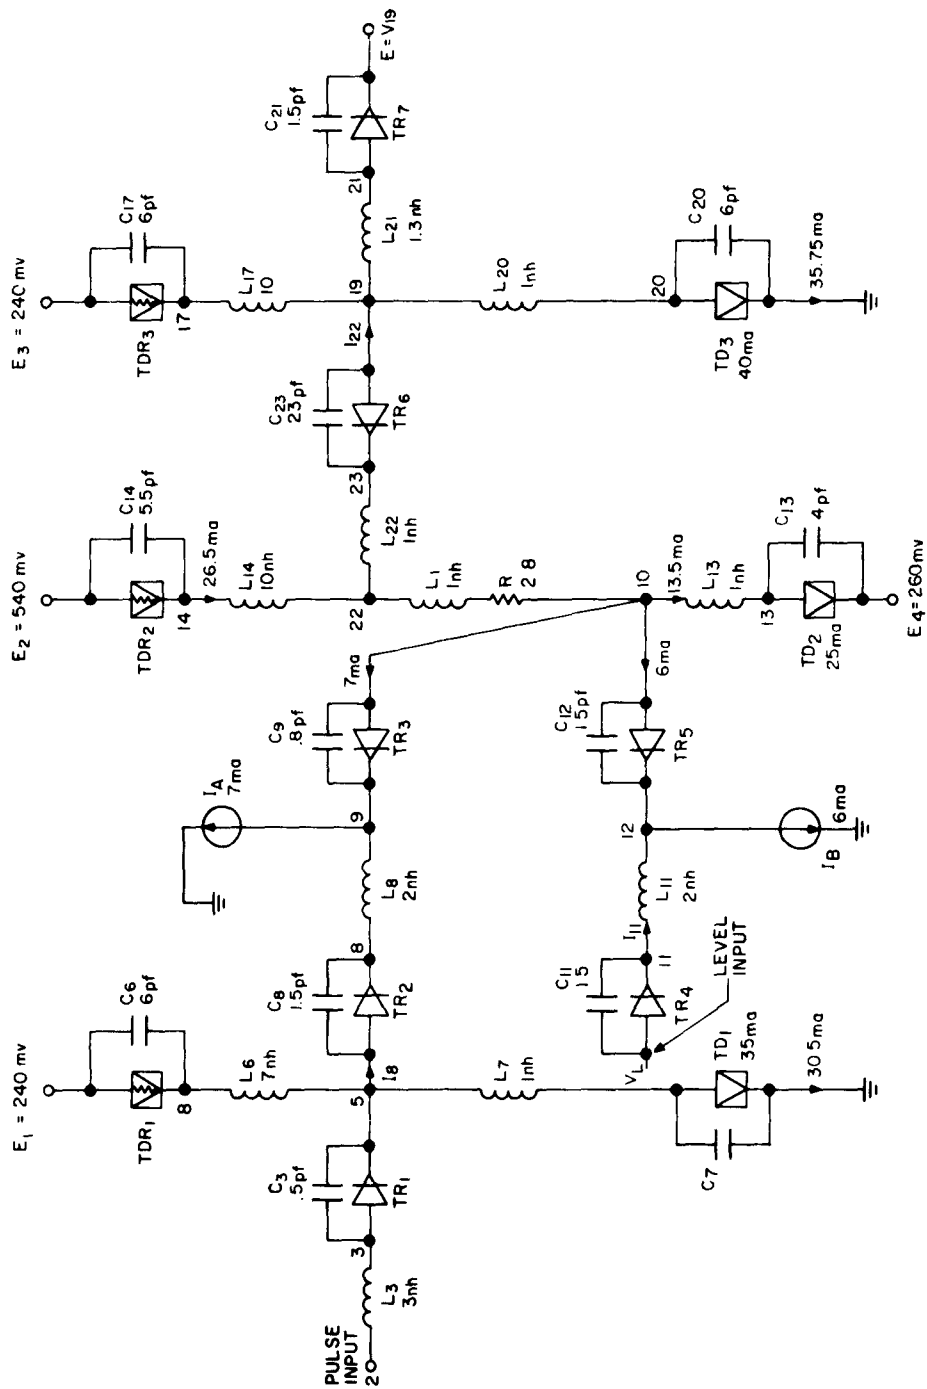 E1 = 240 mv
E2 = 540 mv
E3 = 240 mv
C6
6pf
C14
5.5pf
C17
6pf
TDR1
8
TDR2
14
26.5ma
TDR3
17
L6
7nh
IA
7ma
L14
10nh
L17
10
PULSE
INPUT
2
L3
3nh
3
C3
.5pf
TR1
5
I8
C8
1.5pf
TR2
8
L8
2nh
9
C9
.8pf
TR3
7ma
22
L22
1nh
23
C23
23pf
TR6
I22
19
L21
1.3nh
21
C21
1.5pf
TR7
E = V19
L7
1nh
L1
1nh
R
28
L20
1nh
VL
C11
15
TR4
11
I11
L11
2nh
12
C12
15pf
TR5
6ma
10
13.5ma
L13
1nh
LEVEL
INPUT
C7
TD1
35ma
30.5ma
IB
6ma
13
C13
4pf
TD2
25ma
E4=260mv
20
C20
6pf
TD3
40ma
35.75ma